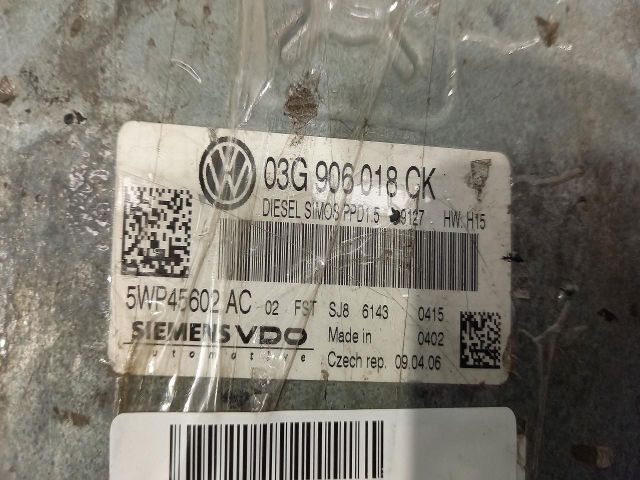 03G 906 018 CK
DIESEL SIMOS PPD1.5 9127 HW: H15
5WP45602 AC 02 FST SJ8 6143 0415
SIEMENS VDO Made in 0402
automotive Czech rep. 09.04.06